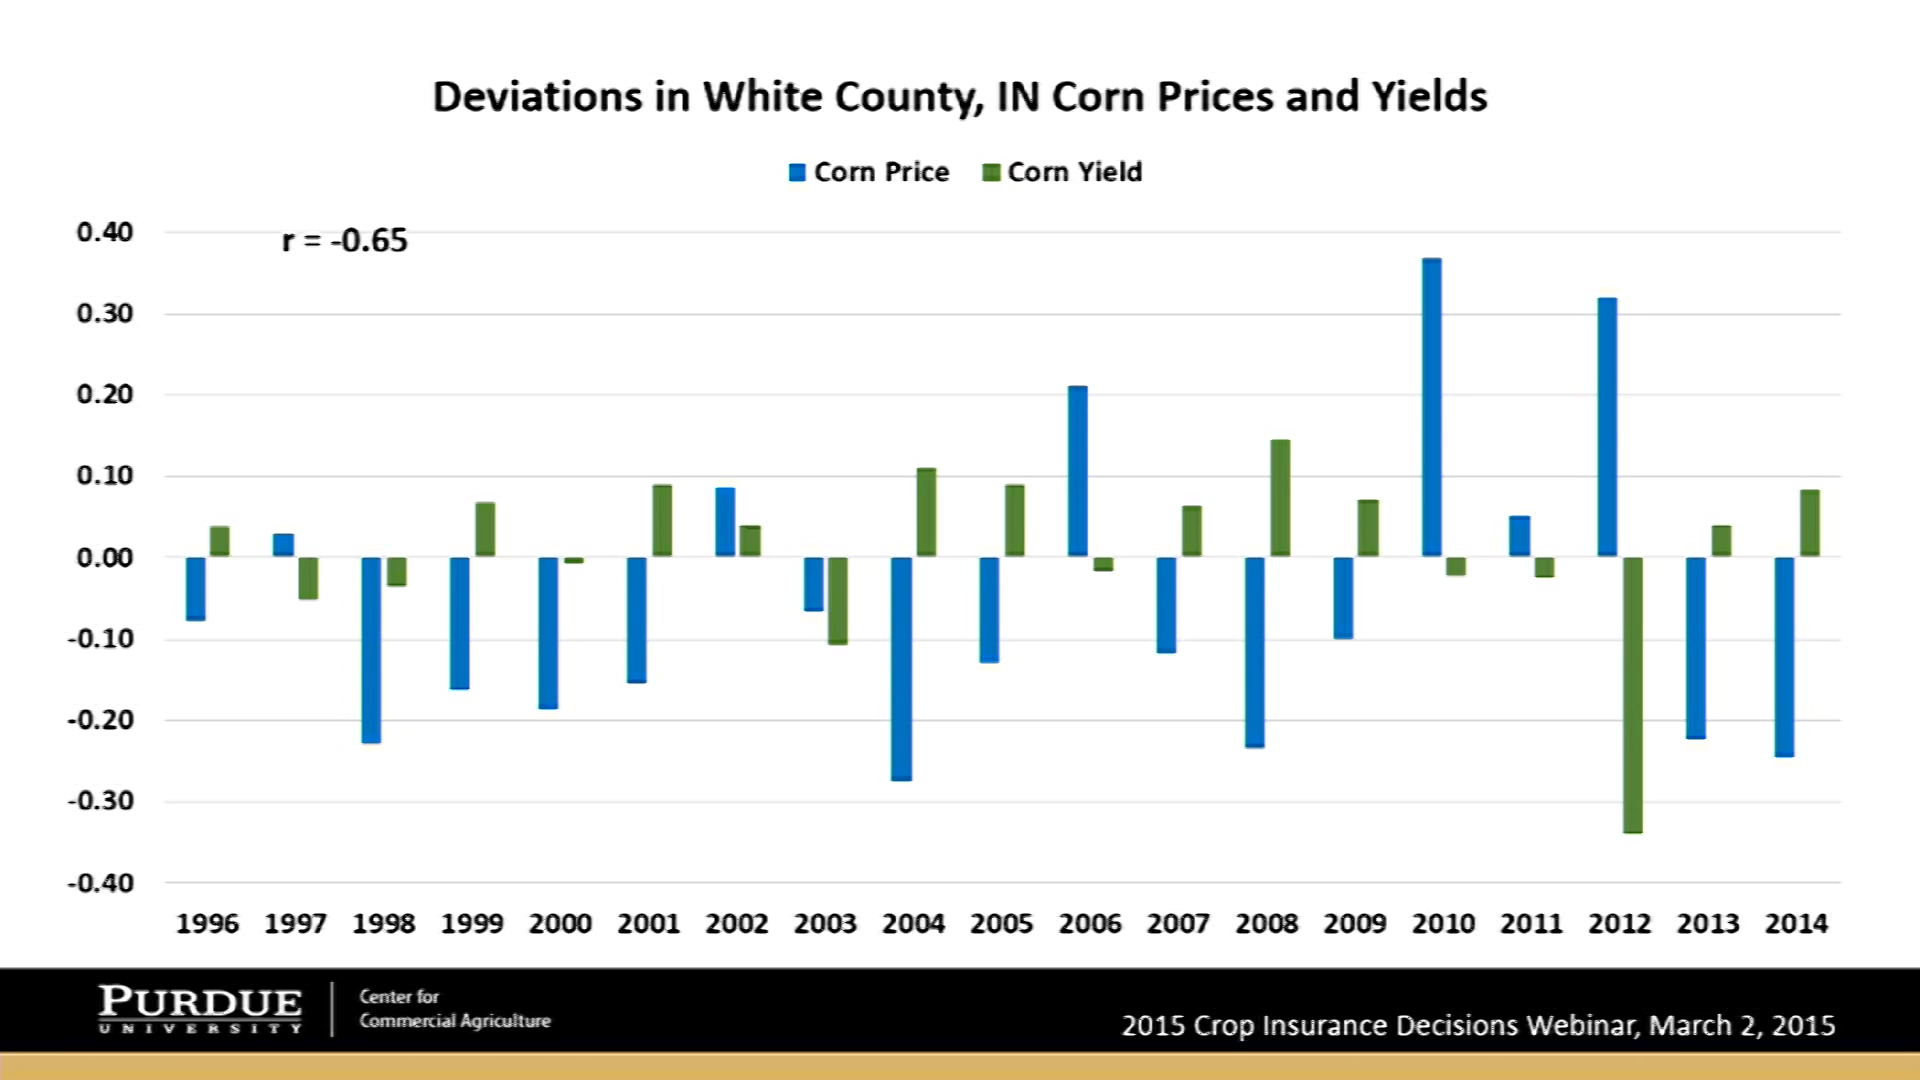 Deviations in White County, IN Corn Prices and Yields
Corn Price Corn Yield
r = -0.65
0.40
0.30
0.20
0.10
0.00
-0.10
-0.20
-0.30
-0.40
1996 1997 1998 1999 2000 2001 2002 2003 2004 2005 2006 2007 2008 2009 2010 2011 2012 2013 2014
PURDUE
UNIVERSITY
Center for
Commercial Agriculture
2015 Crop Insurance Decisions Webinar, March 2, 2015